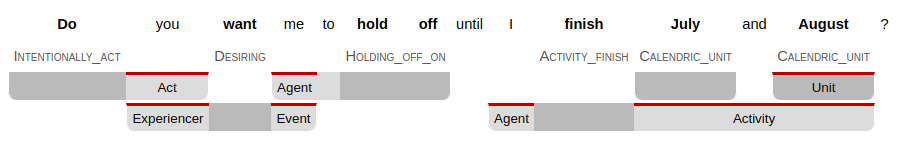 Do you want me to hold off until I finish July and August ?
INTENTIONALLY_ACT DESIRING HOLDING_OFF_ON ACTIVITY_FINISH CALENDRIC_UNIT CALENDRIC_UNIT
Act Agent Unit
Experiencer Event Agent Activity